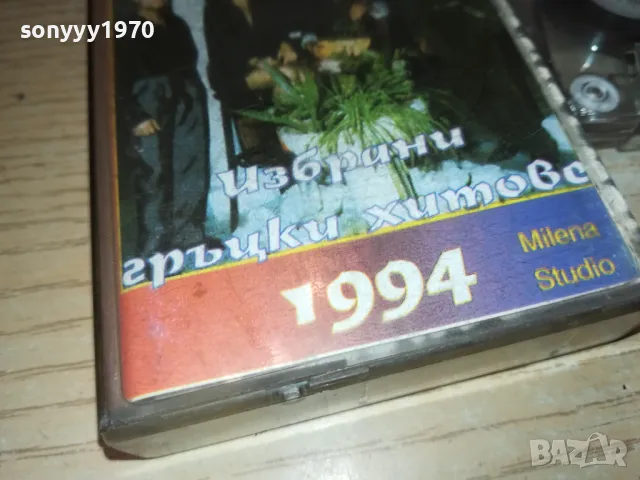 sonyyy1970
Избрани
гръцки хитове
1994
Milena
Studio
BAZAR